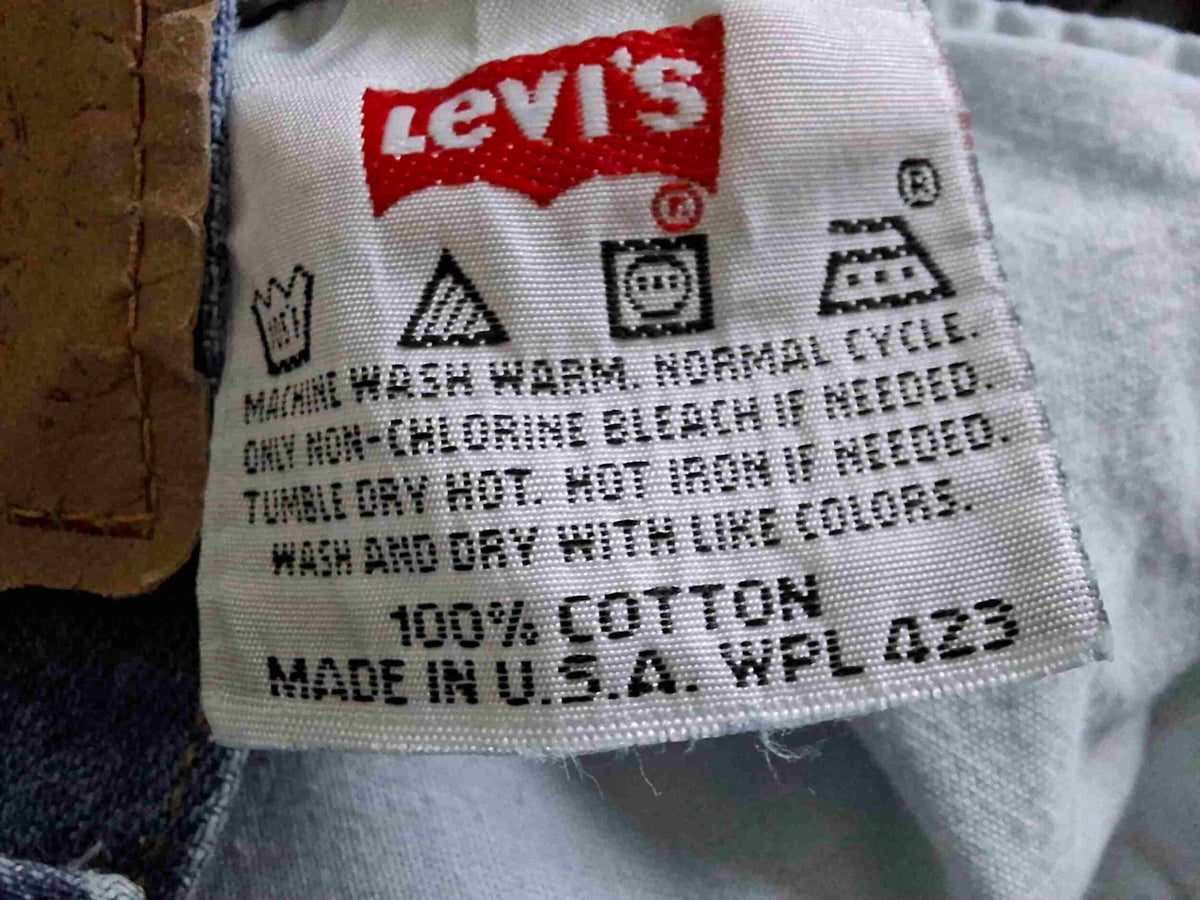 Levi's
®
®
105°F
MACHINE WASH WARM. NORMAL CYCLE.
ONLY NON-CHLORINE BLEACH IF NEEDED.
TUMBLE DRY HOT. HOT IRON IF NEEDED.
WASH AND DRY WITH LIKE COLORS.
100% COTTON
MADE IN U.S.A. WPL 423